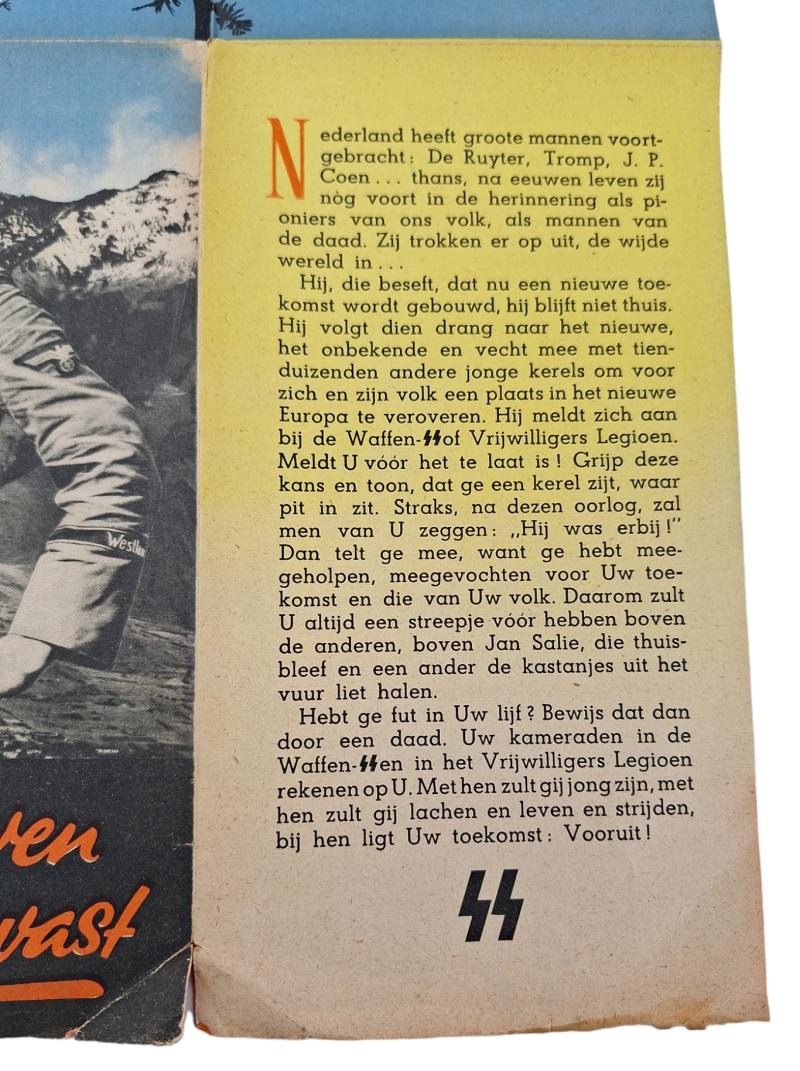 Nederland heeft groote mannen voort-
gebracht: De Ruyter, Tromp, J. P.
Coen . . . thans, na eeuwen leven zij
nòg voort in de herinnering als pi-
oniers van ons volk, als mannen van
de daad. Zij trokken er op uit, de wijde
wereld in . . .
Hij, die beseft, dat nu een nieuwe toe-
komst wordt gebouwd, hij blijft niet thuis.
Hij volgt dien drang naar het nieuwe,
het onbekende en vecht mee met tien-
duizenden andere jonge kerels om voor
zich en zijn volk een plaats in het nieuwe
Europa te veroveren. Hij meldt zich aan
bij de Waffen-SS of Vrijwilligers Legioen.
Meldt U vóór het te laat is! Grijp deze
kans en toon, dat ge een kerel zijt, waar
pit in zit. Straks, na dezen oorlog, zal
men van U zeggen: „Hij was erbij!"
Dan telt ge mee, want ge hebt mee-
geholpen, meegevochten voor Uw toe-
komst en die van Uw volk. Daarom zult
U altijd een streepje vóór hebben boven
de anderen, boven Jan Salie, die thuis-
bleef en een ander de kastanjes uit het
vuur liet halen.
Hebt ge fut in Uw lijf? Bewijs dat dan
door een daad. Uw kameraden in de
Waffen-SS en in het Vrijwilligers Legioen
rekenen op U. Met hen zult gij jong zijn, met
hen zult gij lachen en leven en strijden,
bij hen ligt Uw toekomst: Vooruit!
SS
ven
vast